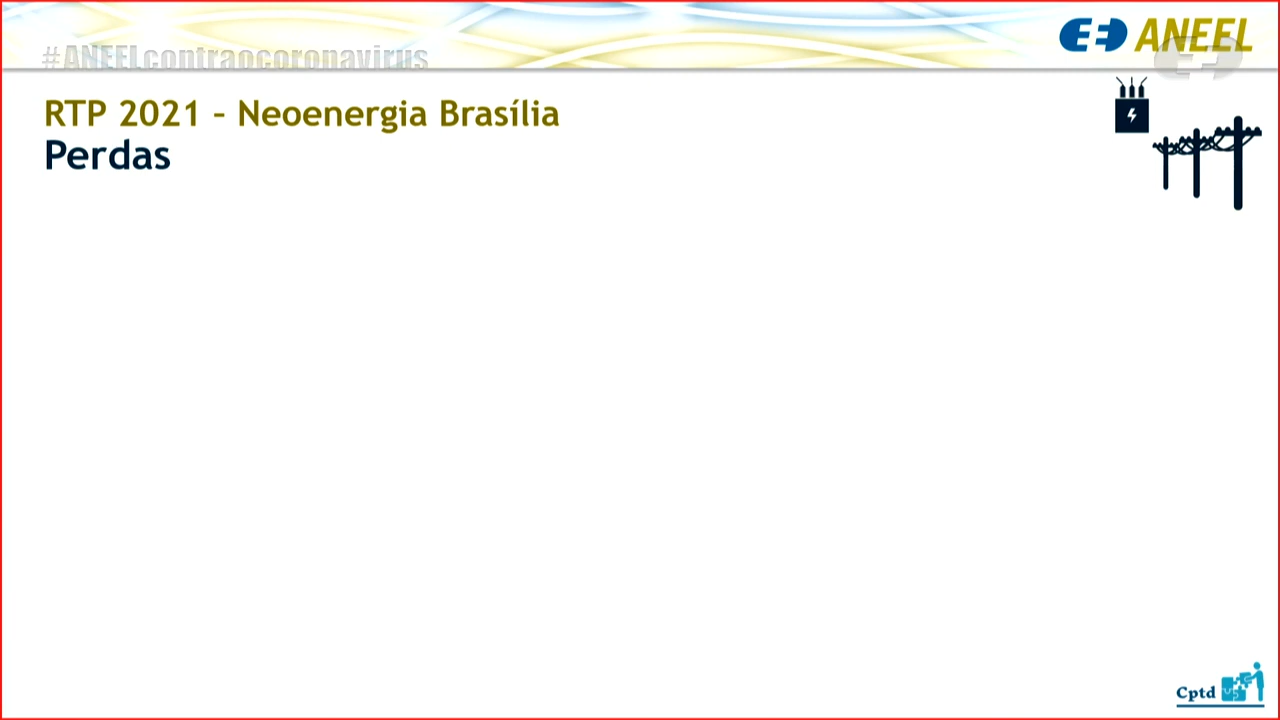 #ANEELcontraocoronavirus
ANEEL
RTP 2021 – Neoenergia Brasília
Perdas
Cptd